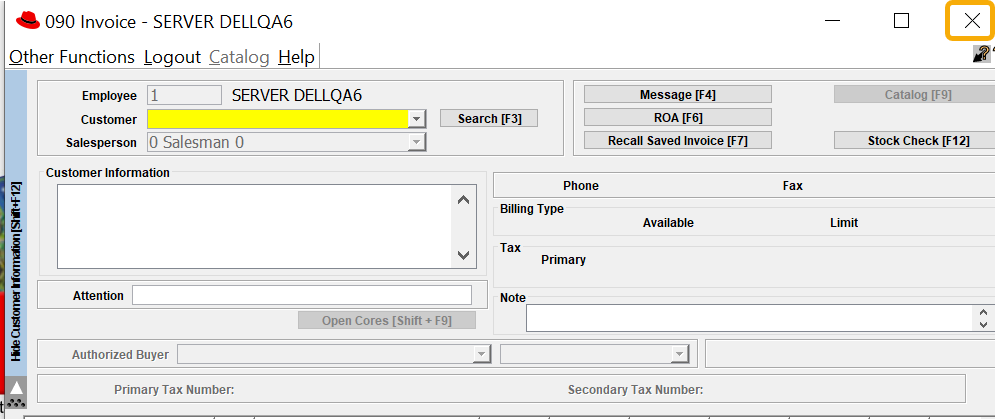 090 Invoice - SERVER DELLQA6
Other Functions Logout Catalog Help
Employee 1 SERVER DELLQA6
Customer Search [F3]
Salesperson 0 Salesman 0
Message [F4] Catalog [F9]
ROA [F6]
Recall Saved Invoice [F7] Stock Check [F12]
Hide Customer Information [Shift+F12]
Customer Information
Phone Fax
Billing Type
Available Limit
Tax
Primary
Attention
Note
Open Cores [Shift + F9]
Authorized Buyer
Primary Tax Number: Secondary Tax Number: